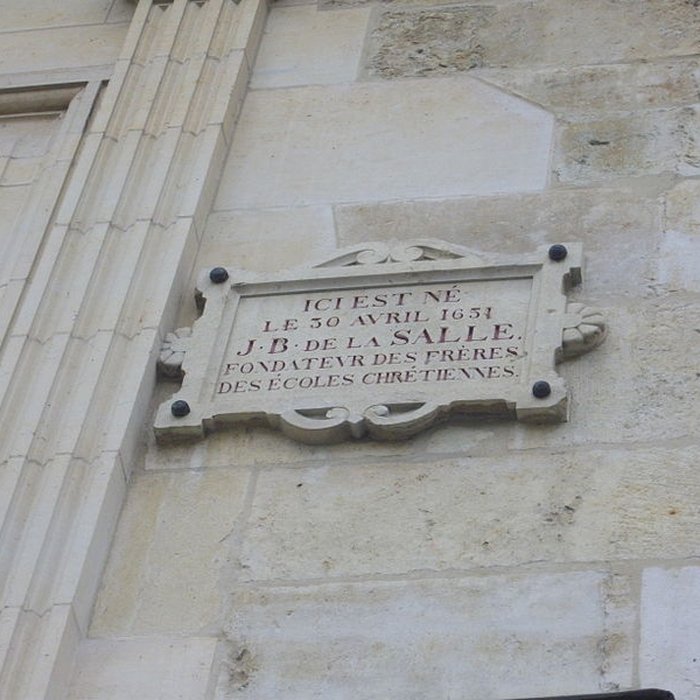 ICI EST NÉ
LE 30 AVRIL 1651
J·B·DE LA SALLE.
FONDATEVR DES FRÈRES
DES ÉCOLES CHRÉTIENNES.